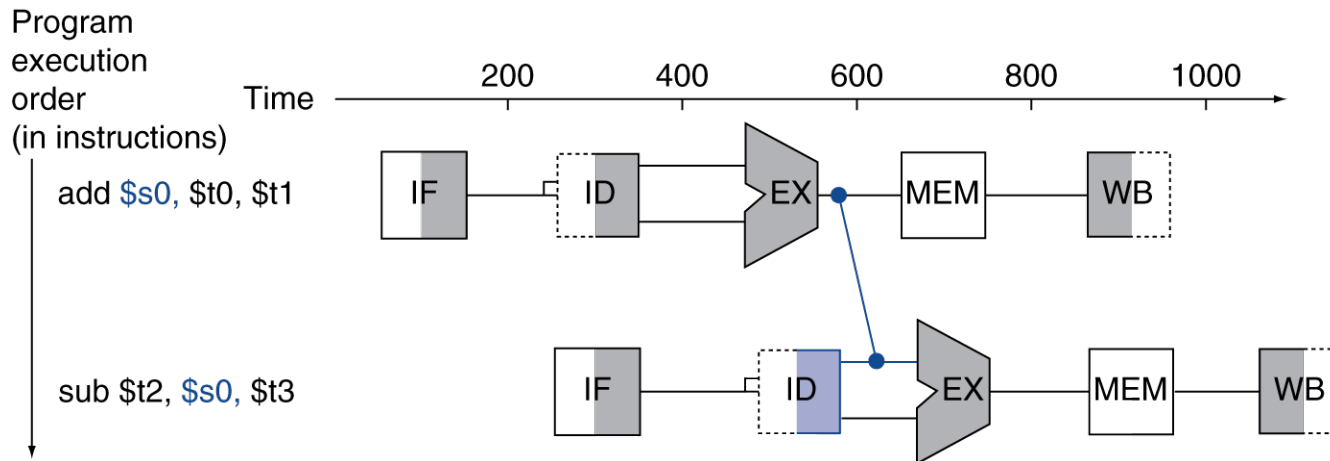 Program
execution
order
(in instructions)
Time
200 400 600 800 1000
add $s0, $t0, $t1
IF ID EX MEM WB
sub $t2, $s0, $t3
IF ID EX MEM WB